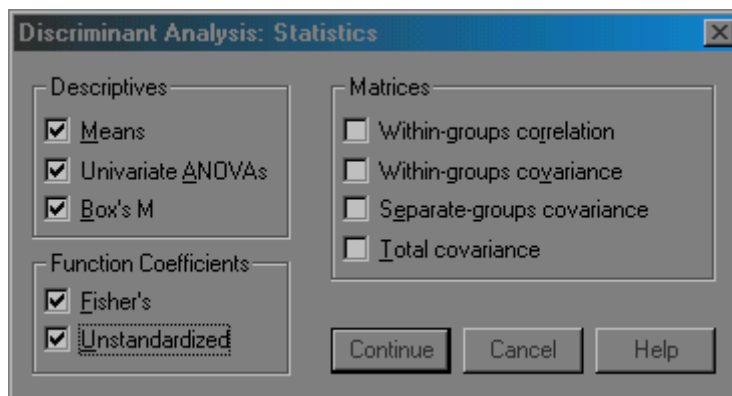 Discriminant Analysis: Statistics
Descriptives
Means
Univariate ANOVAs
Box's M
Function Coefficients
Fisher's
Unstandardized
Matrices
Within-groups correlation
Within-groups covariance
Separate-groups covariance
Total covariance
Continue
Cancel
Help